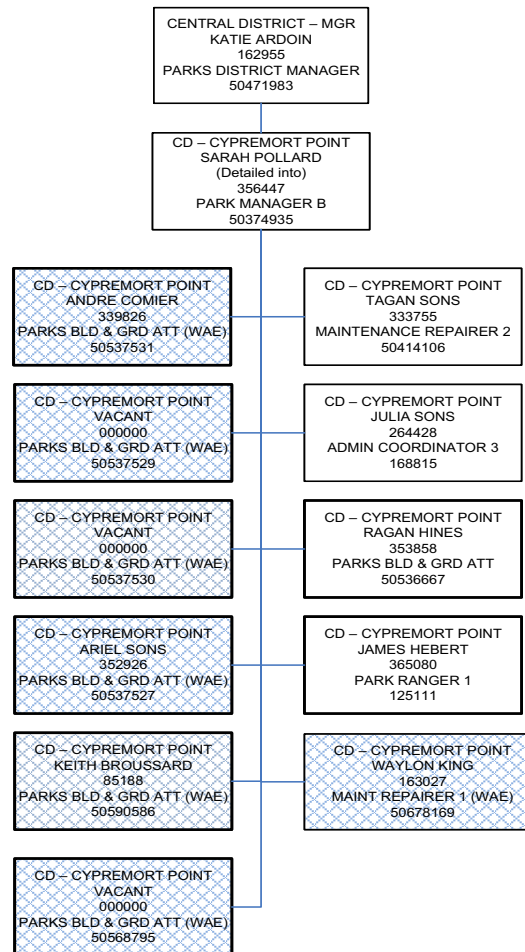 CENTRAL DISTRICT – MGR
KATIE ARDOIN
162955
PARKS DISTRICT MANAGER
50471983
CD – CYPREMORT POINT
SARAH POLLARD
(Detailed into)
356447
PARK MANAGER B
50374935
CD – CYPREMORT POINT
ANDRE COMIER
339826
PARKS BLD & GRD ATT (WAE)
50537531
CD – CYPREMORT POINT
TAGAN SONS
333755
MAINTENANCE REPAIRER 2
50414106
CD – CYPREMORT POINT
VACANT
000000
PARKS BLD & GRD ATT (WAE)
50537529
CD – CYPREMORT POINT
JULIA SONS
264428
ADMIN COORDINATOR 3
168815
CD – CYPREMORT POINT
VACANT
000000
PARKS BLD & GRD ATT (WAE)
50537530
CD – CYPREMORT POINT
RAGAN HINES
353858
PARKS BLD & GRD ATT
50536667
CD – CYPREMORT POINT
ARIEL SONS
352926
PARKS BLD & GRD ATT (WAE)
50537527
CD – CYPREMORT POINT
JAMES HEBERT
365080
PARK RANGER 1
125111
CD – CYPREMORT POINT
KEITH BROUSSARD
85188
PARKS BLD & GRD ATT (WAE)
50590586
CD – CYPREMORT POINT
WAYLON KING
163027
MAINT REPAIRER 1 (WAE)
50678169
CD – CYPREMORT POINT
VACANT
000000
PARKS BLD & GRD ATT (WAE)
50568795